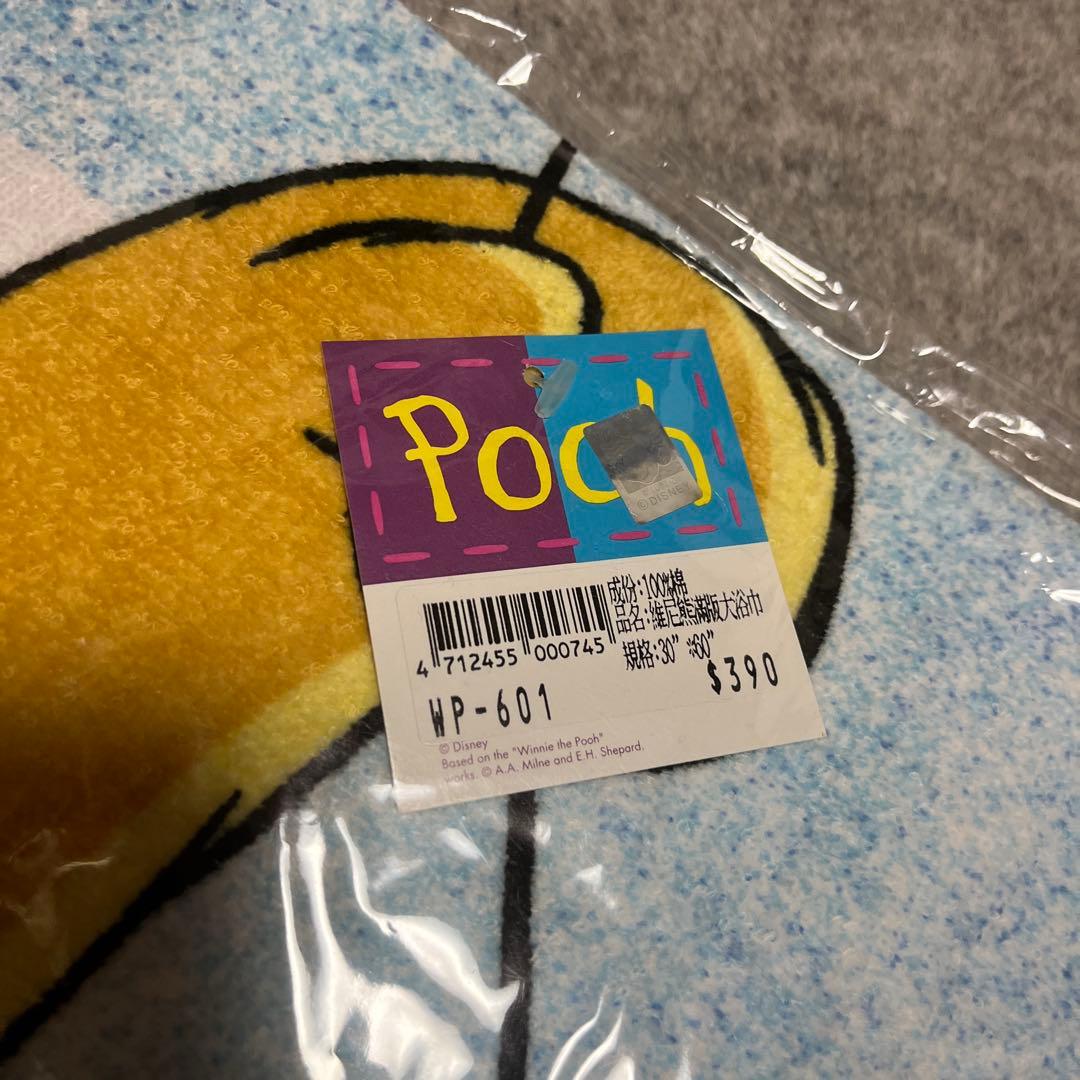 Pooh
© DISNEY
成份:100%棉
品名:維尼熊滿版大浴巾
規格:30" *60"
4 712455 000745
$390
WP-601
© Disney
Based on the "Winnie the Pooh"
works. © A.A. Milne and E.H. Shepard.